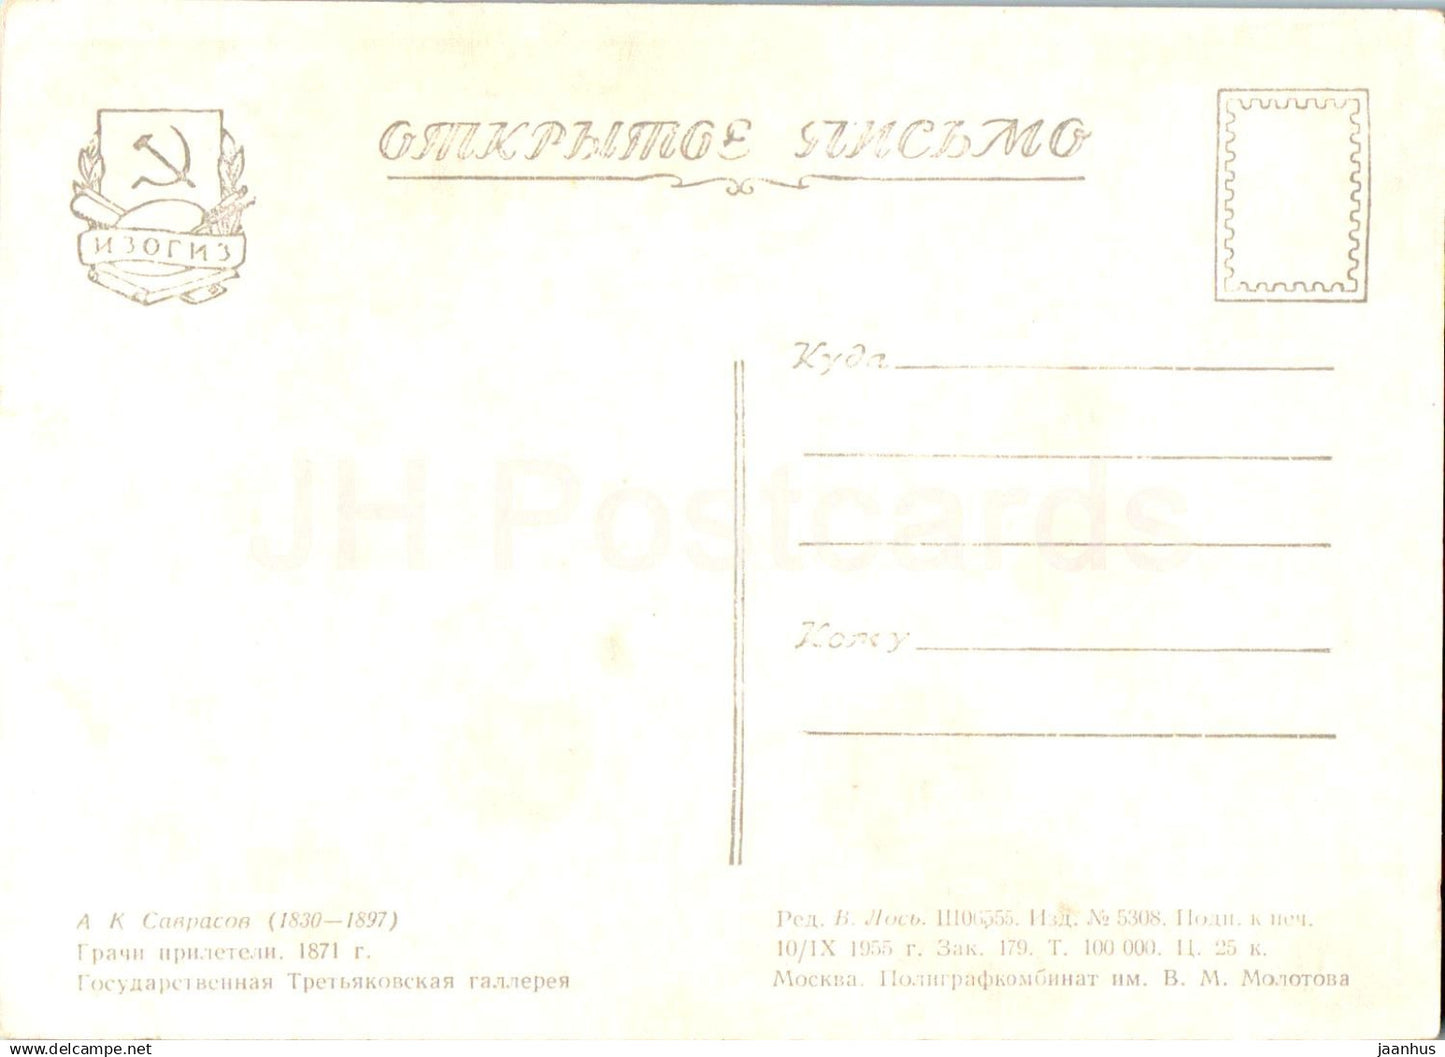 ОТКРЫТОЕ ПИСЬМО
ИЗОГИЗ
Куда
JH Postcards
Кому
А К Саврасов (1830—1897)
Грачи прилетели. 1871 г.
Государственная Третьяковская галлерея
Ред. В. Лось. Изд. № 5308. Подп. к печ.
10/IX 1955 г. Зак. 179. Т. 100 000. Ц. 25 к.
Москва. Полиграфкомбинат им. В. М. Молотова
delcampe.net
jaanhus